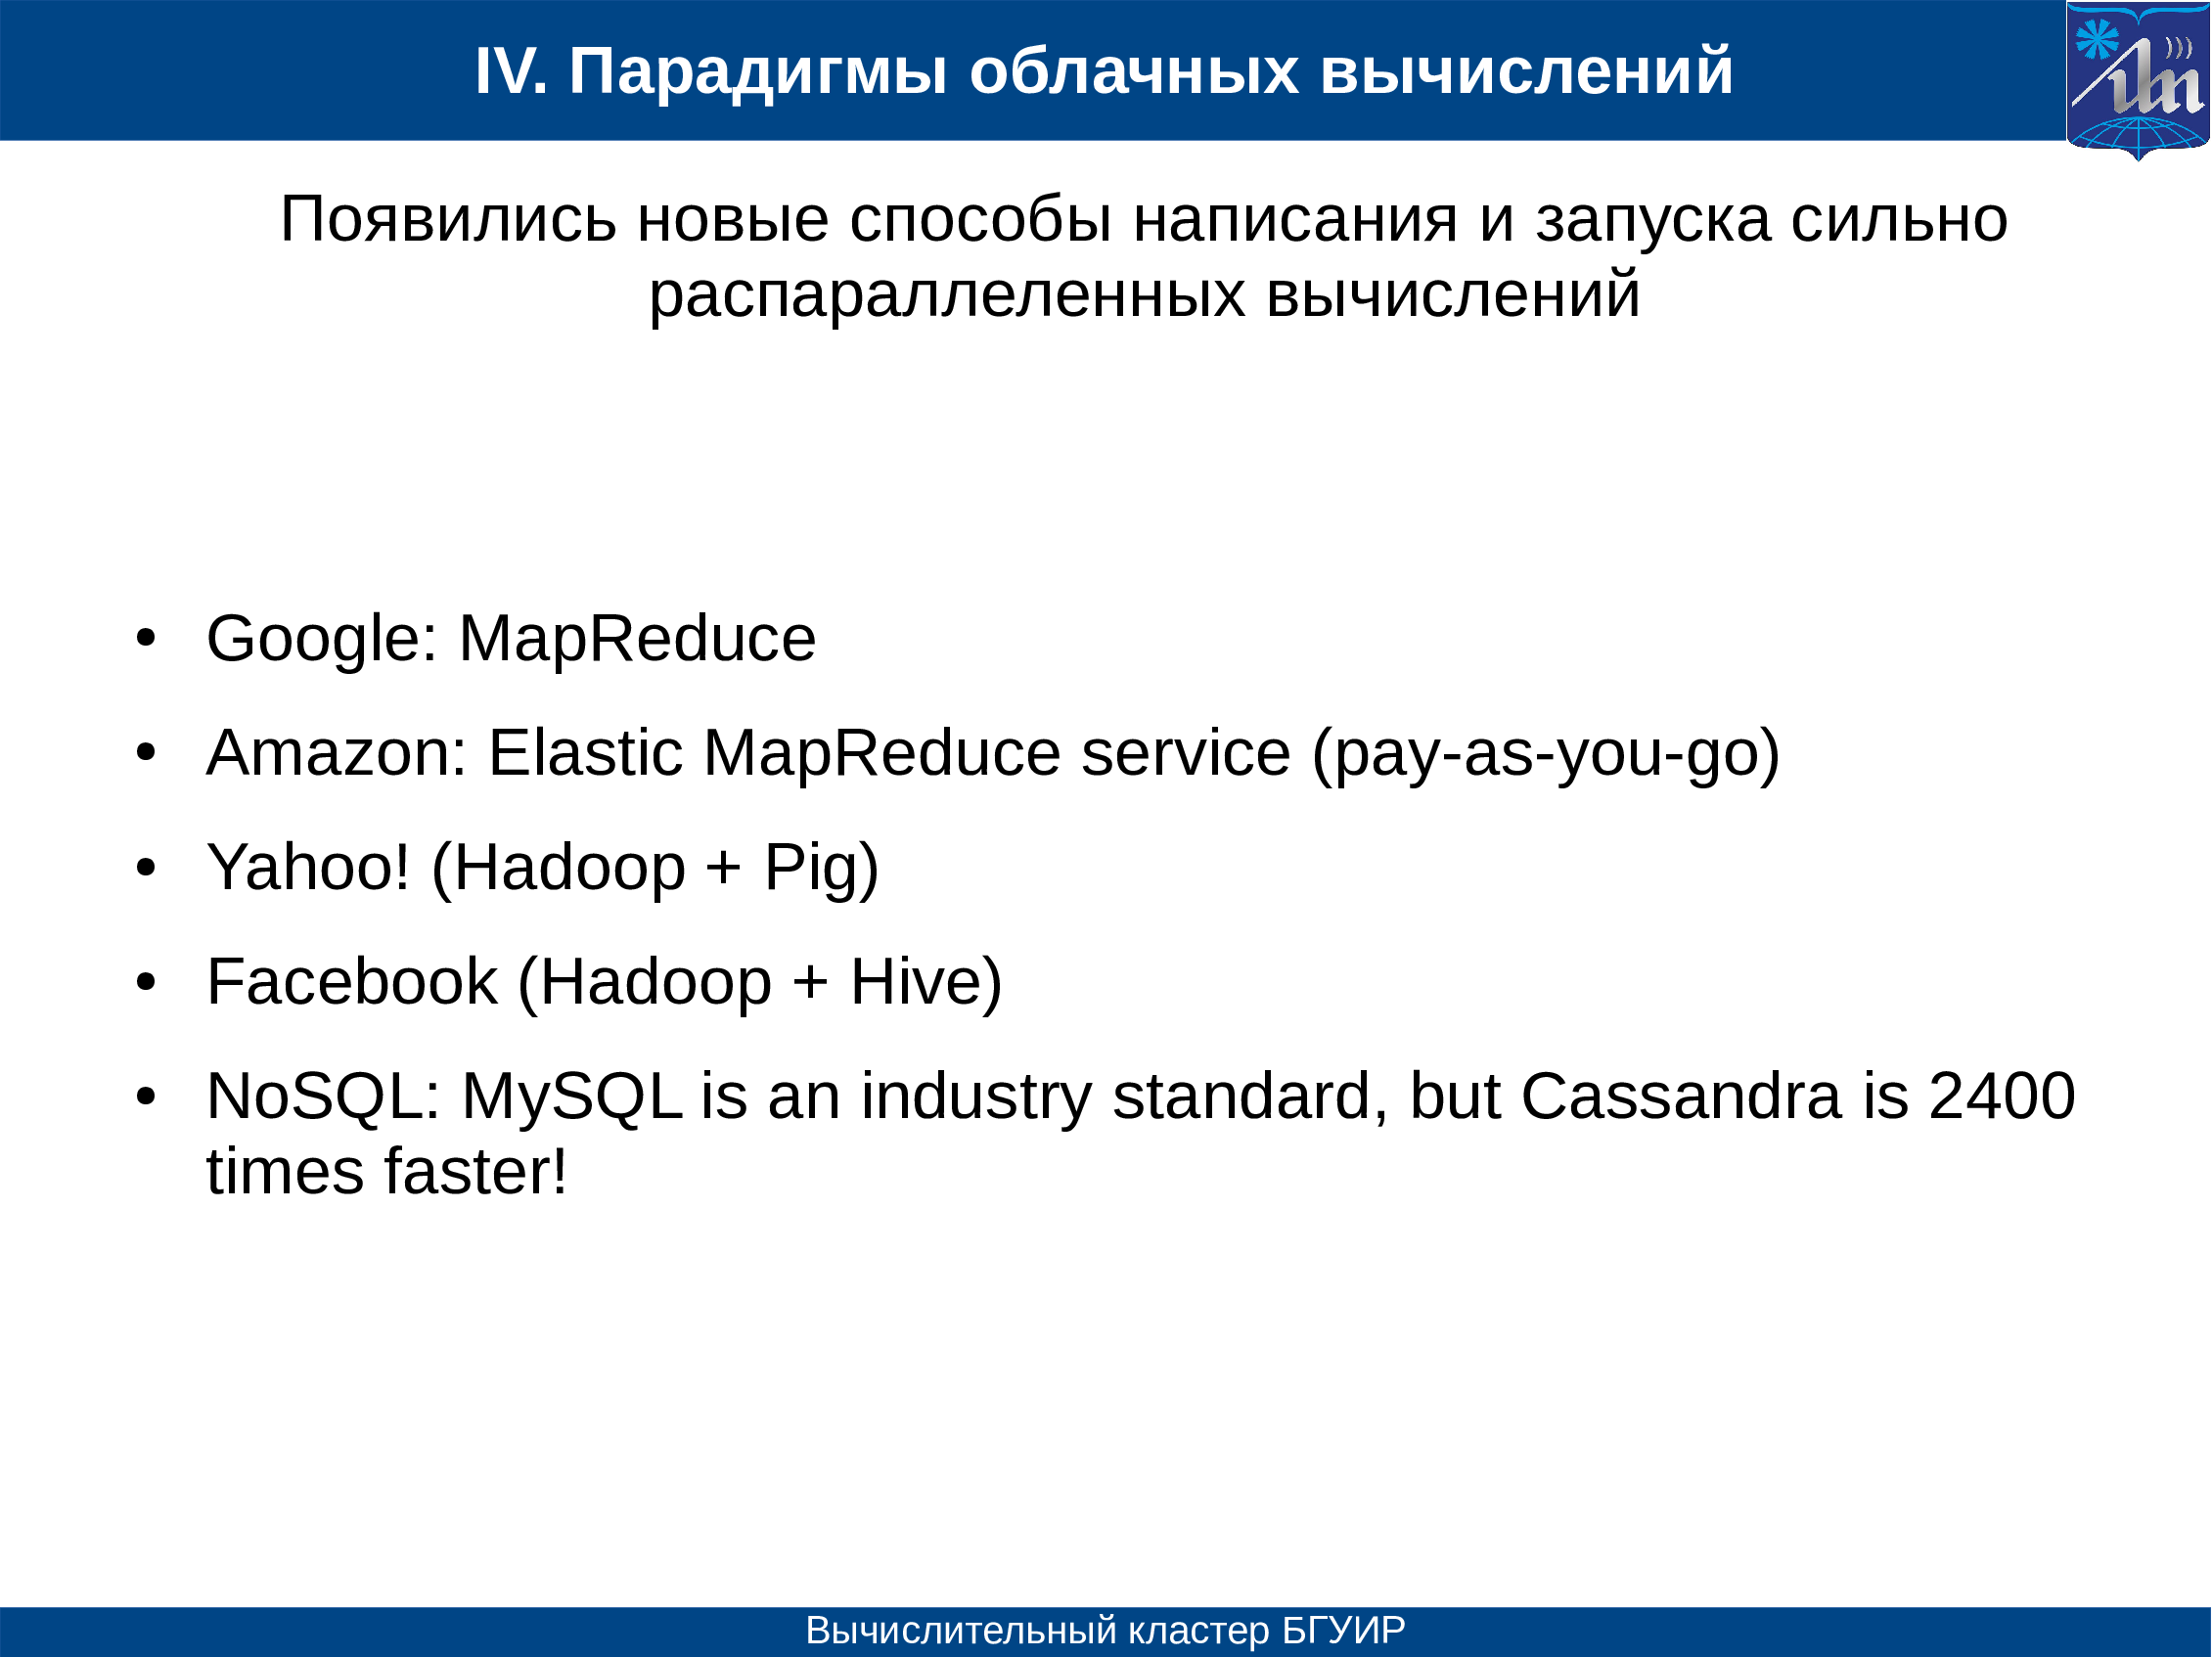 IV. Парадигмы облачных вычислений
Появились новые способы написания и запуска сильно
распараллеленных вычислений
• Google: MapReduce
• Amazon: Elastic MapReduce service (pay-as-you-go)
• Yahoo! (Hadoop + Pig)
• Facebook (Hadoop + Hive)
• NoSQL: MySQL is an industry standard, but Cassandra is 2400
times faster!
Вычислительный кластер БГУИР